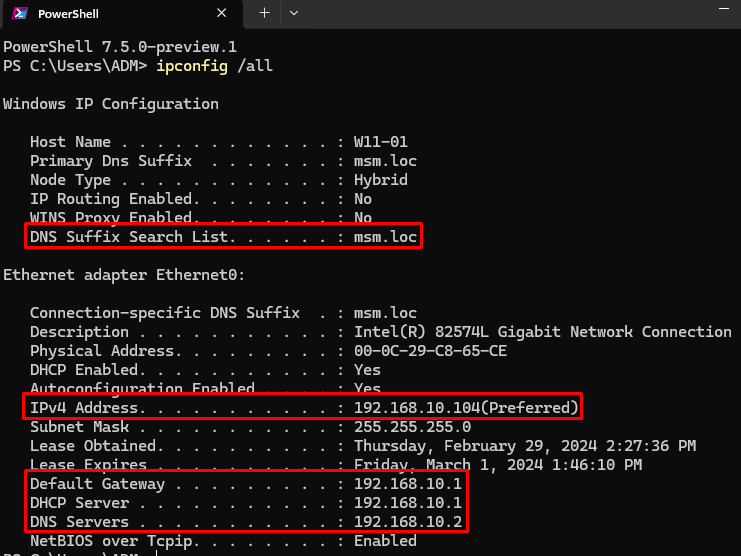 PowerShell
PowerShell 7.5.0-preview.1
PS C:\Users\ADM> ipconfig /all
Windows IP Configuration
Host Name . . . . . . . . . . . . : W11-01
Primary Dns Suffix  . . . . . . . : msm.loc
Node Type . . . . . . . . . . . . : Hybrid
IP Routing Enabled. . . . . . . . : No
WINS Proxy Enabled. . . . . . . . : No
DNS Suffix Search List. . . . . . : msm.loc
Ethernet adapter Ethernet0:
Connection-specific DNS Suffix  . : msm.loc
Description . . . . . . . . . . . : Intel(R) 82574L Gigabit Network Connection
Physical Address. . . . . . . . . : 00-0C-29-C8-65-CE
DHCP Enabled. . . . . . . . . . . : Yes
Autoconfiguration Enabled . . . . : Yes
IPv4 Address. . . . . . . . . . . : 192.168.10.104(Preferred)
Subnet Mask . . . . . . . . . . . : 255.255.255.0
Lease Obtained. . . . . . . . . . : Thursday, February 29, 2024 2:27:36 PM
Lease Expires . . . . . . . . . . : Friday, March 1, 2024 1:46:10 PM
Default Gateway . . . . . . . . . : 192.168.10.1
DHCP Server . . . . . . . . . . . : 192.168.10.1
DNS Servers . . . . . . . . . . . : 192.168.10.2
NetBIOS over Tcpip. . . . . . . . : Enabled
PS C:\Users\ADM>